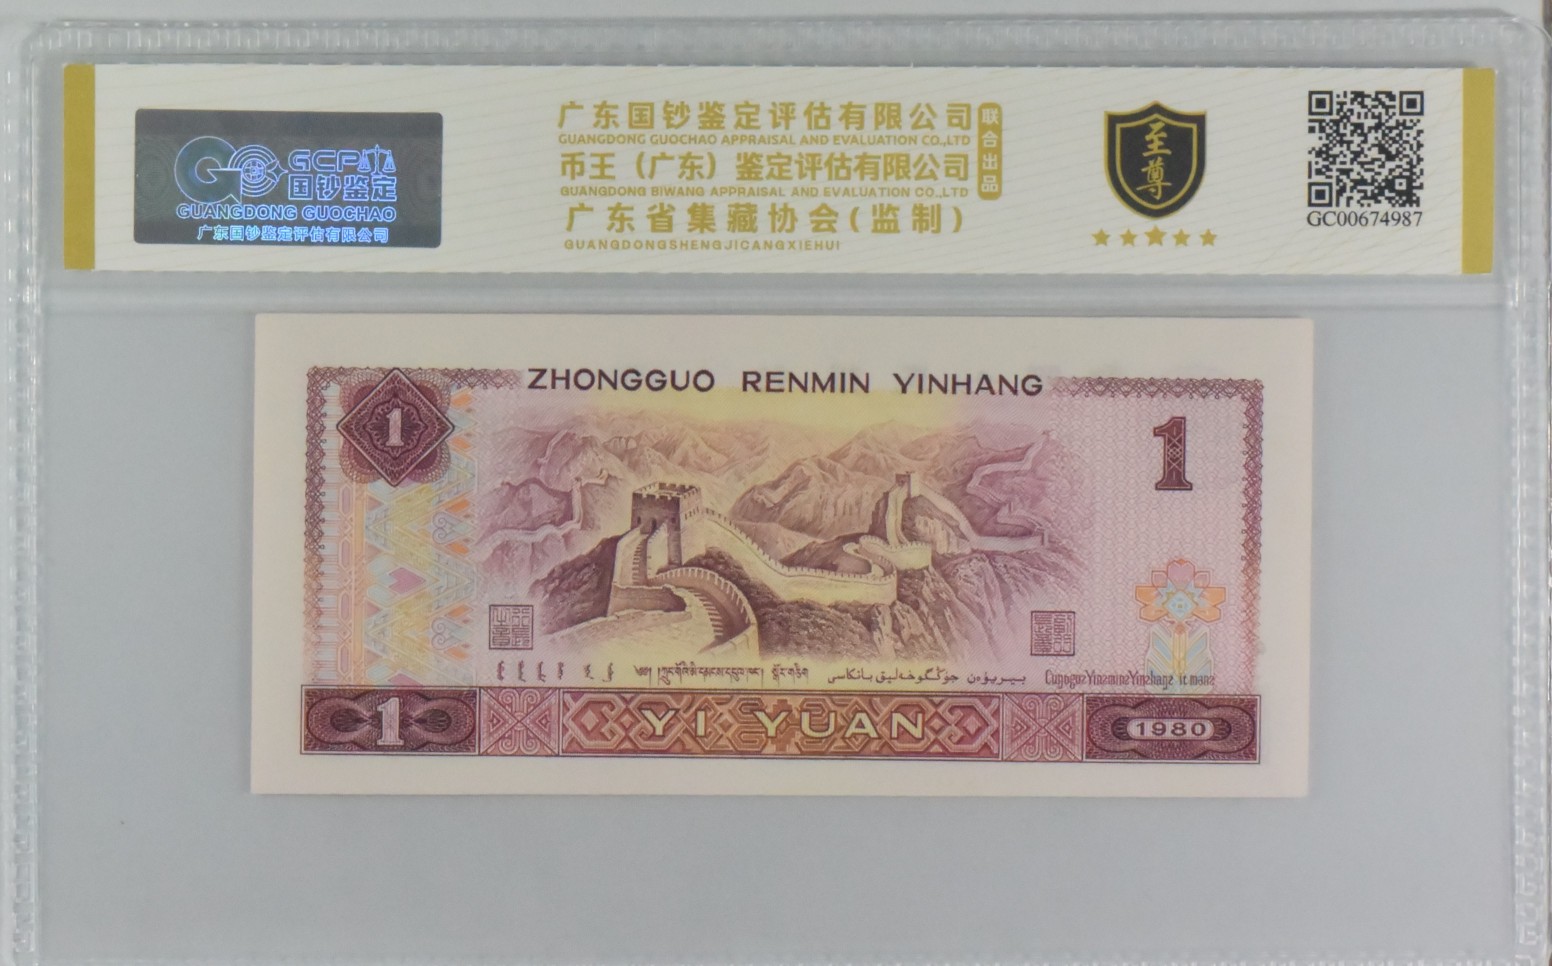 GCP
国钞鉴定
GUANGDONG GUOCHAO
广东国钞鉴定评估有限公司
广东国钞鉴定评估有限公司
GUANGDONG GUOCHAO APPRAISAL AND EVALUATION CO.,LTD
币王（广东）鉴定评估有限公司
GUANGDONG BIWANG APPRAISAL AND EVALUATION CO.,LTD
广东省集藏协会(监制)
GUANGDONGSHENGJICANGXIEHUI
联合出品
至尊
GC00674987
ZHONGGUO RENMIN YINHANG
1
1
1
YI YUAN
1980